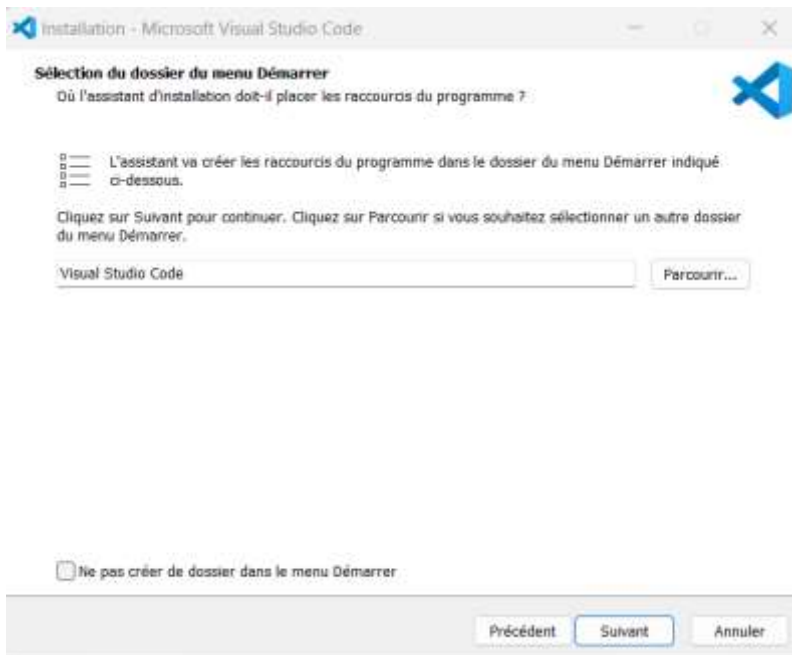 Installation - Microsoft Visual Studio Code
Sélection du dossier du menu Démarrer
Où l'assistant d'installation doit-il placer les raccourcis du programme ?
L'assistant va créer les raccourcis du programme dans le dossier du menu Démarrer indiqué
ci-dessous.
Cliquez sur Suivant pour continuer. Cliquez sur Parcourir si vous souhaitez sélectionner un autre dossier
du menu Démarrer.
Visual Studio Code
Parcourir...
Ne pas créer de dossier dans le menu Démarrer
Précédent
Suivant
Annuler